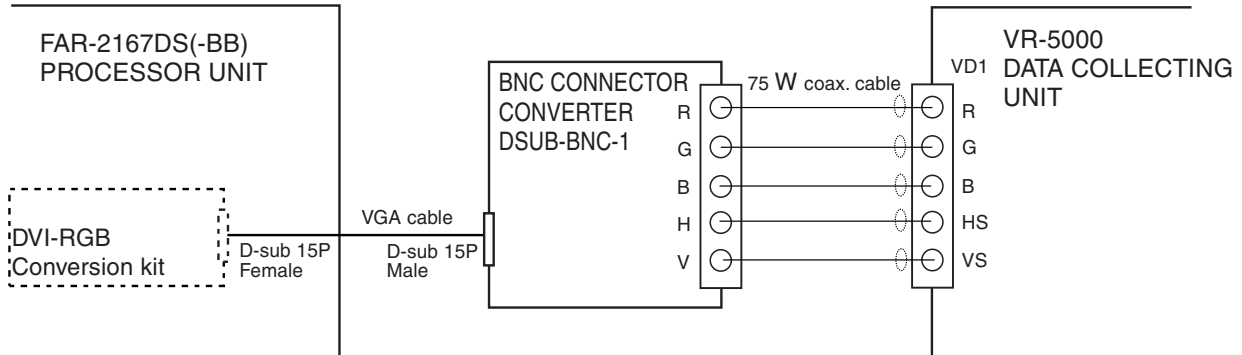 FAR-2167DS(-BB)
PROCESSOR UNIT
DVI-RGB
Conversion kit
D-sub 15P
Female
VGA cable
D-sub 15P
Male
BNC CONNECTOR
CONVERTER
DSUB-BNC-1
R
G
B
H
V
75 W coax. cable
VD1
R
G
B
HS
VS
VR-5000
DATA COLLECTING
UNIT